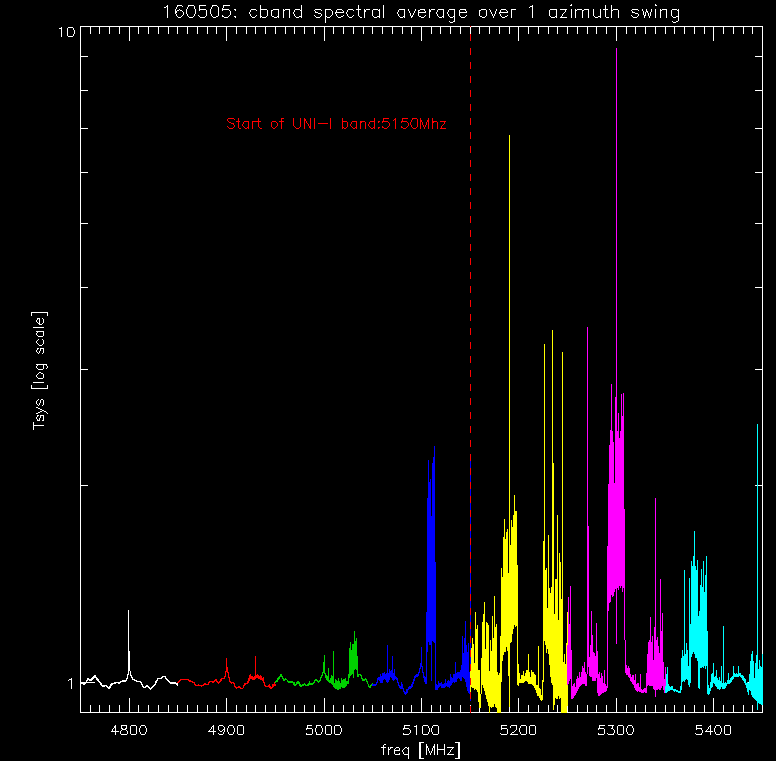 160505: cband spectral average over 1 azimuth swing
10
Start of UNI-I band:5150Mhz
Tsys [log scale]
1
4800 4900 5000 5100 5200 5300 5400
freq [MHz]